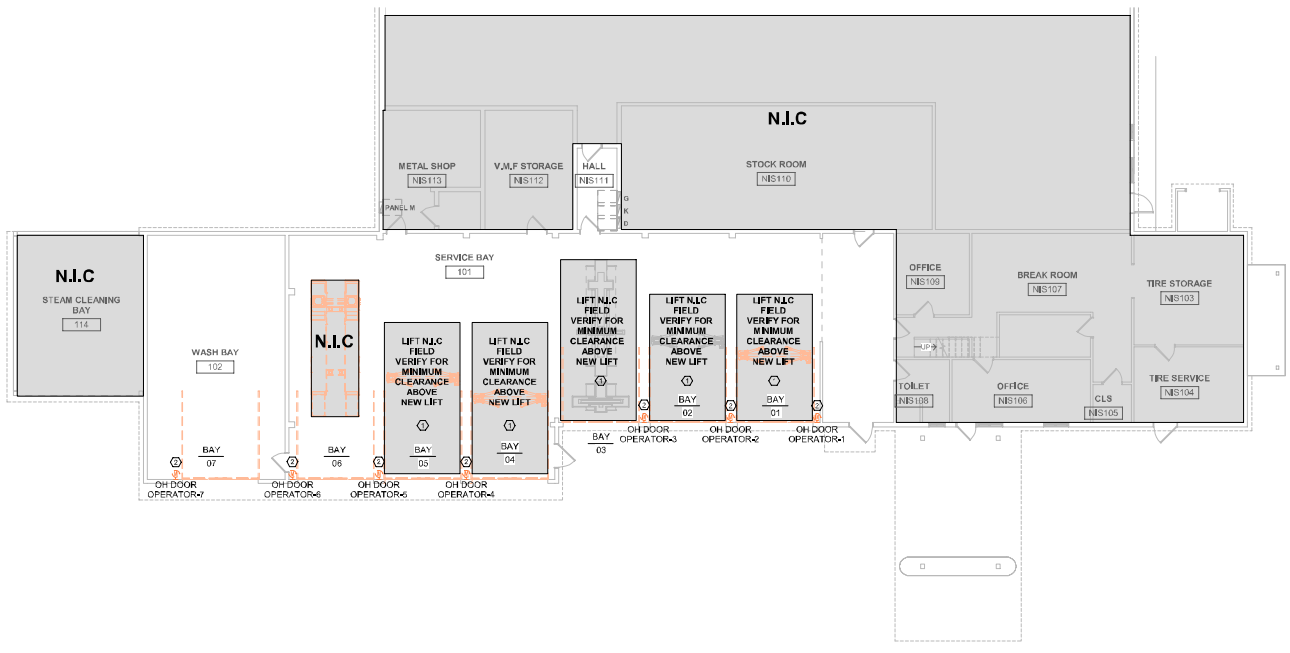 N.I.C
METAL SHOP
NIS113
V.M.F STORAGE
NIS112
HALL
NIS111
STOCK ROOM
NIS110
PANEL M
G
K
D
N.I.C
STEAM CLEANING
BAY
114
SERVICE BAY
101
OFFICE
NIS109
BREAK ROOM
NIS107
TIRE STORAGE
NIS103
WASH BAY
102
N.I.C
LIFT N.I.C
FIELD
VERIFY FOR
MINIMUM
CLEARANCE
ABOVE
NEW LIFT
1
BAY
05
LIFT N.I.C
FIELD
VERIFY FOR
MINIMUM
CLEARANCE
ABOVE
NEW LIFT
1
BAY
04
LIFT N.I.C
FIELD
VERIFY FOR
MINIMUM
CLEARANCE
ABOVE
NEW LIFT
1
LIFT N.I.C
FIELD
VERIFY FOR
MINIMUM
CLEARANCE
ABOVE
NEW LIFT
1
BAY
02
LIFT N.I.C
FIELD
VERIFY FOR
MINIMUM
CLEARANCE
ABOVE
NEW LIFT
BAY
01
UP
TOILET
NIS108
OFFICE
NIS106
CLS
NIS105
TIRE SERVICE
NIS104
BAY
07
BAY
06
BAY
03
2
OH DOOR
OPERATOR-7
2
OH DOOR
OPERATOR-6
2
OH DOOR
OPERATOR-5
2
OH DOOR
OPERATOR-4
2
OH DOOR
OPERATOR-3
2
OH DOOR
OPERATOR-2
2
OH DOOR
OPERATOR-1